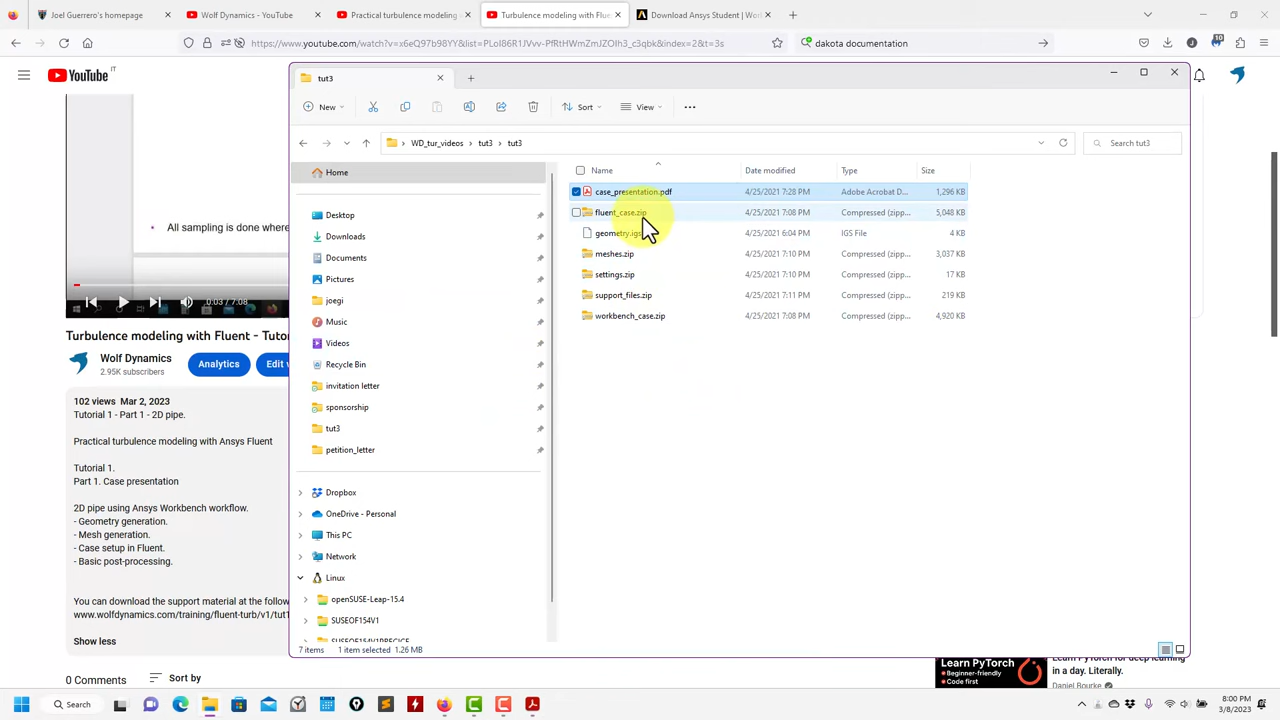 Joel Guerrero's homepage
Wolf Dynamics - YouTube
Practical turbulence modeling
Turbulence modeling with Flue
Download Ansys Student | Work
https://www.youtube.com/watch?v=x6eQ97b98YY&list=PLoI86R1JVvv-PfRtHWmZmJZOIh3_c3qbk&index=2&t=3s
dakota documentation
10
YouTube IT
tut3
New
Sort
View
WD_tur_videos
tut3
tut3
Search tut3
Home
Name
Date modified
Type
Size
case_presentation.pdf 4/25/2021 7:28 PM Adobe Acrobat D... 1,296 KB
fluent_case.zip 4/25/2021 7:08 PM Compressed (zipp... 5,048 KB
geometry.igs 4/25/2021 6:04 PM IGS File 4 KB
meshes.zip 4/25/2021 7:10 PM Compressed (zipp... 3,037 KB
settings.zip 4/25/2021 7:10 PM Compressed (zipp... 17 KB
support_files.zip 4/25/2021 7:11 PM Compressed (zipp... 219 KB
workbench_case.zip 4/25/2021 7:08 PM Compressed (zipp... 4,920 KB
Desktop
Downloads
Documents
Pictures
joegi
Music
Videos
Recycle Bin
invitation letter
sponsorship
tut3
petition_letter
Dropbox
OneDrive - Personal
This PC
Network
Linux
openSUSE-Leap-15.4
SUSEOF154V1
SUSEOF154V1PRECICE
7 items
1 item selected 1.26 MB
All sampling is done where
0:03 / 7:08
Turbulence modeling with Fluent - Tutor
Wolf Dynamics
2.95K subscribers
Analytics
Edit v
102 views Mar 2, 2023
Tutorial 1 - Part 1 - 2D pipe.
Practical turbulence modeling with Ansys Fluent
Tutorial 1.
Part 1. Case presentation
2D pipe using Ansys Workbench workflow.
- Geometry generation.
- Mesh generation.
- Case setup in Fluent.
- Basic post-processing.
You can download the support material at the follow
www.wolfdynamics.com/training/fluent-turb/v1/tut1
Show less
0 Comments
Sort by
Learn PyTorch
Beginner-friendly
Code first
Learn PyTorch for deep learning
in a day. Literally.
Daniel Bourke
Search
8:00 PM
3/8/2023